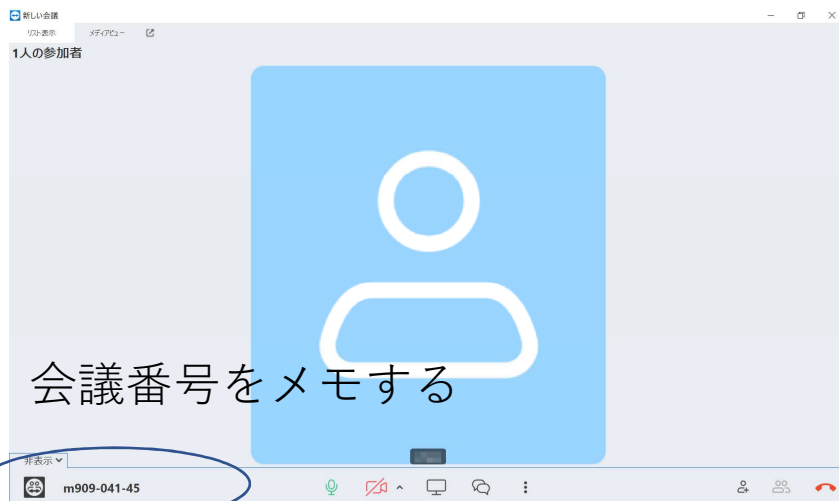 新しい会議
リスト表示 メディアビュー
1人の参加者
会議番号をメモする
非表示
m909-041-45